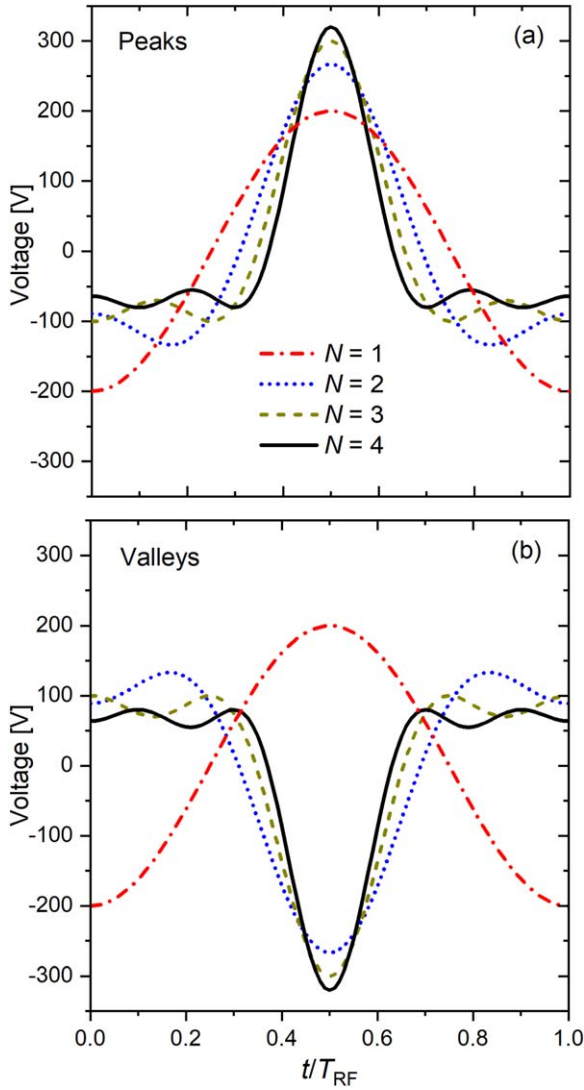 Peaks
(a)
300
200
100
0
-100
-200
-300
Voltage [V]
N = 1
N = 2
N = 3
N = 4
Valleys
(b)
300
200
100
0
-100
-200
-300
Voltage [V]
0.0 0.2 0.4 0.6 0.8 1.0
t/TRF